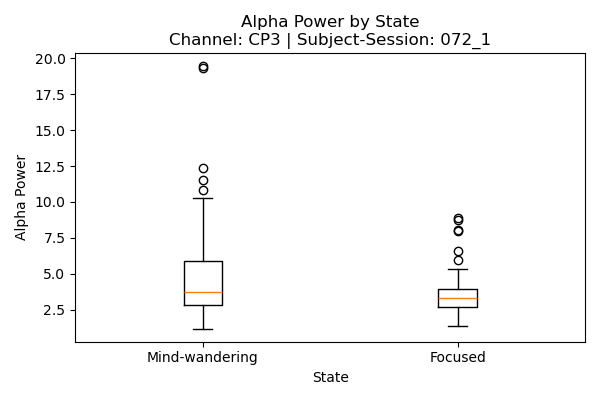 Alpha Power by State
Channel: CP3 | Subject-Session: 072_1
20.0
17.5
15.0
12.5
10.0
7.5
5.0
2.5
Alpha Power
Mind-wandering
Focused
State